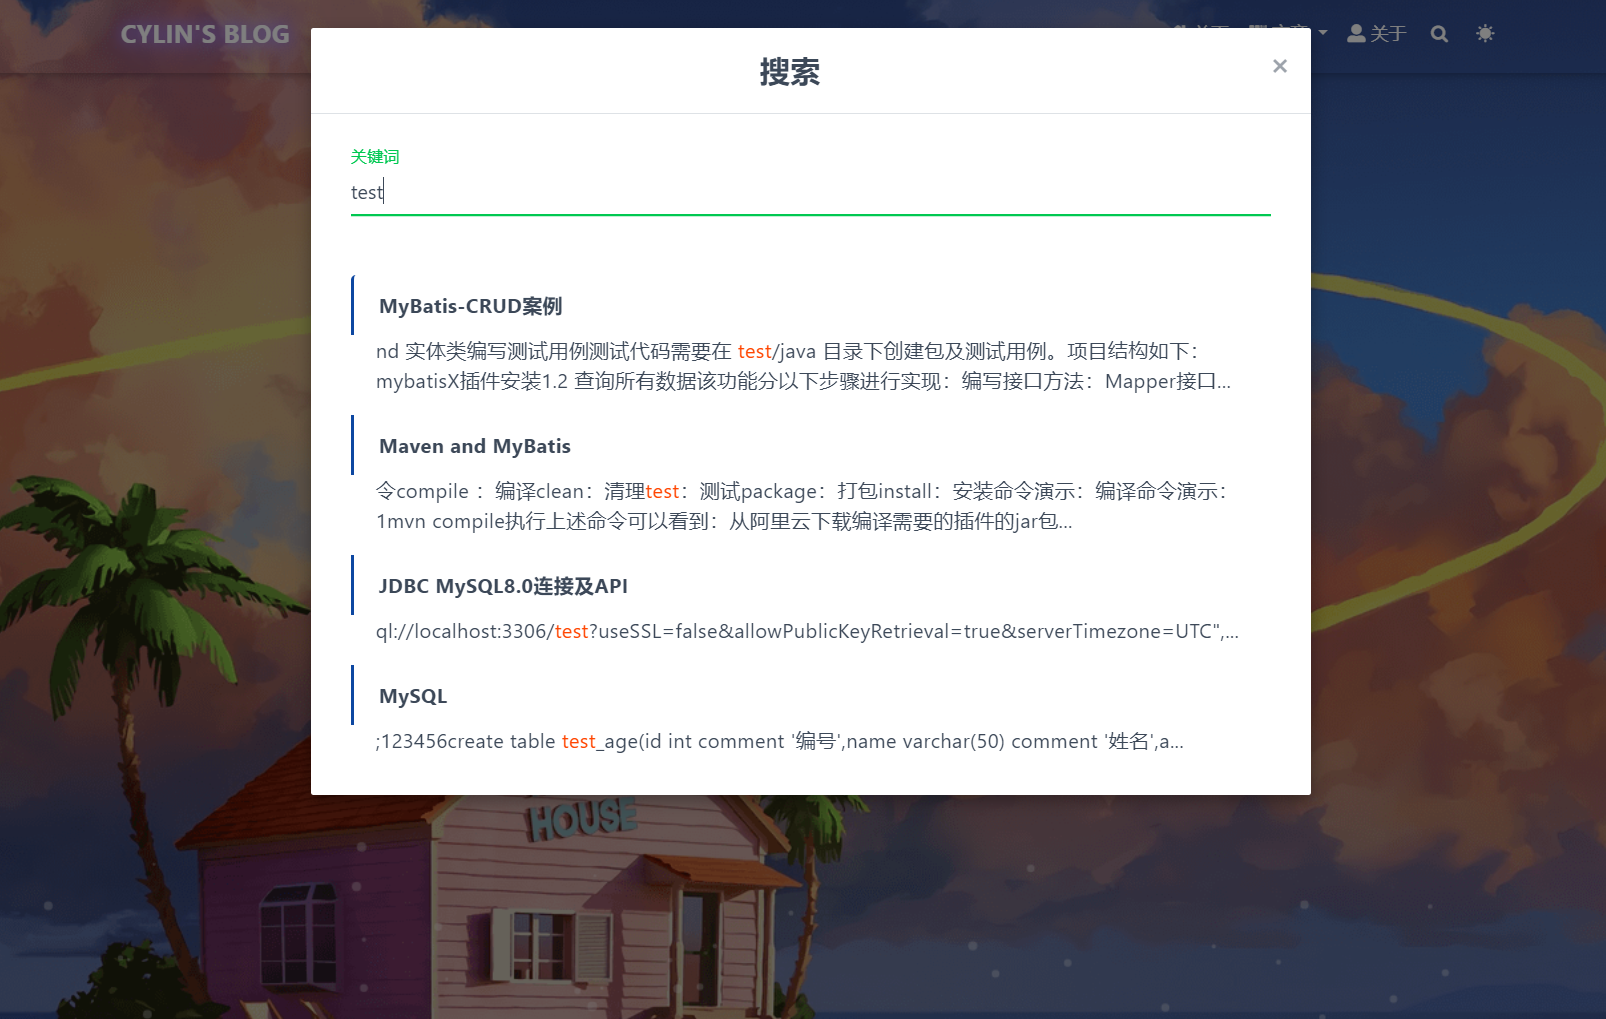 CYLIN'S BLOG
关于
搜索
×
关键词
test
MyBatis-CRUD案例
nd 实体类编写测试用例测试代码需要在 test/java 目录下创建包及测试用例。项目结构如下：
mybatisX插件安装1.2 查询所有数据该功能分以下步骤进行实现：编写接口方法：Mapper接口...
Maven and MyBatis
令compile ：编译clean：清理test：测试package：打包install：安装命令演示：编译命令演示：
1mvn compile执行上述命令可以看到：从阿里云下载编译需要的插件的jar包...
JDBC MySQL8.0连接及API
ql://localhost:3306/test?useSSL=false&allowPublicKeyRetrieval=true&serverTimezone=UTC",...
MySQL
;123456create table test_age(id int comment '编号',name varchar(50) comment '姓名',a...
HOUSE